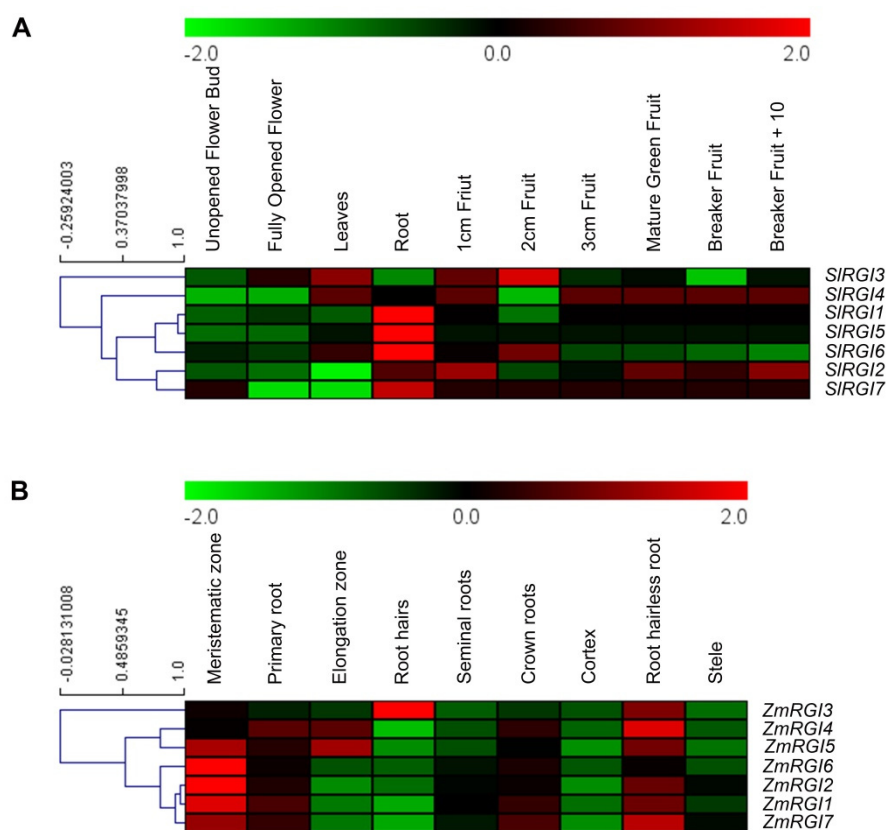 A
-2.0 0.0 2.0
-0.25924003
0.37037998
1.0
Unopened Flower Bud
Fully Opened Flower
Leaves
Root
1cm Friut
2cm Fruit
3cm Fruit
Mature Green Fruit
Breaker Fruit
Breaker Fruit + 10
SlRGI3
SlRGI4
SlRGI1
SlRGI5
SlRGI6
SlRGI2
SlRGI7
B
-2.0 0.0 2.0
-0.028131008
0.4859345
1.0
Meristematic zone
Primary root
Elongation zone
Root hairs
Seminal roots
Crown roots
Cortex
Root hairless root
Stele
ZmRGI3
ZmRGI4
ZmRGI5
ZmRGI6
ZmRGI2
ZmRGI1
ZmRGI7